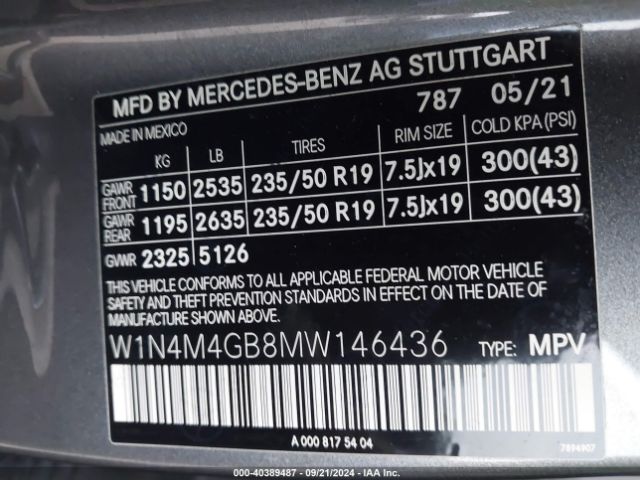 MFD BY MERCEDES-BENZ AG STUTTGART
787 05/21
MADE IN MEXICO
KG LB TIRES RIM SIZE COLD KPA(PSI)
GAWR FRONT 1150 2535 235/50 R19 7.5Jx19 300(43)
GAWR REAR 1195 2635 235/50 R19 7.5Jx19 300(43)
GVWR 2325 5126
THIS VEHICLE CONFORMS TO ALL APPLICABLE FEDERAL MOTOR VEHICLE
SAFETY AND THEFT PREVENTION STANDARDS IN EFFECT ON THE DATE
OF MANUFACTURE SHOWN ABOVE.
W1N4M4GB8MW146436 TYPE: MPV
A 000 817 54 04
7894907
000-40389487 - 09/21/2024 - IAA Inc.